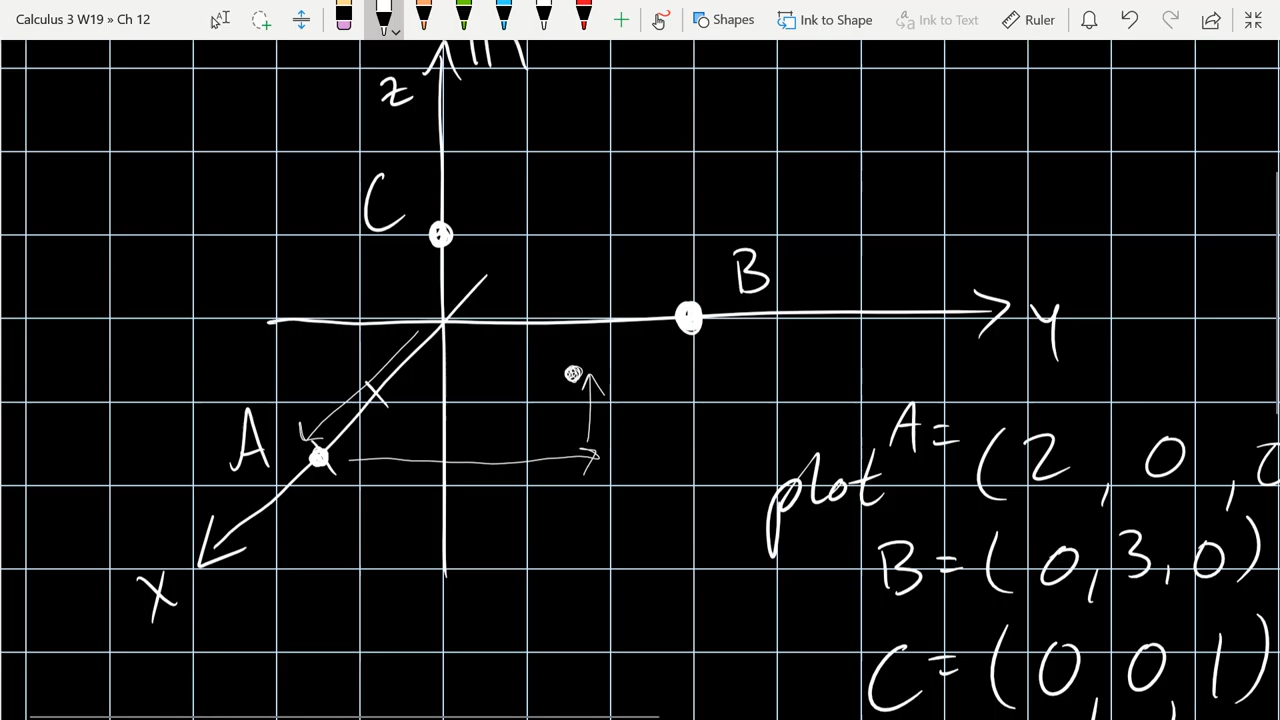 Calculus 3 W19 » Ch 12
Shapes
Ink to Shape
Ink to Text
Ruler
z
C
B
y
A
x
plot A = (2, 0,
B = (0, 3, 0)
C = (0, 0, 1)